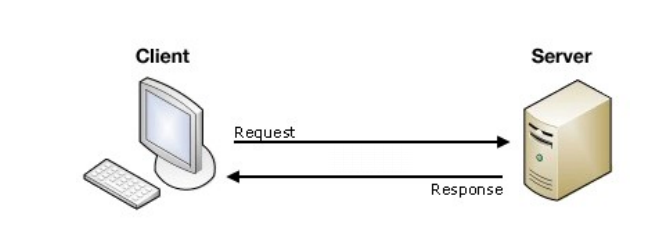 Client
Server
Request
Response